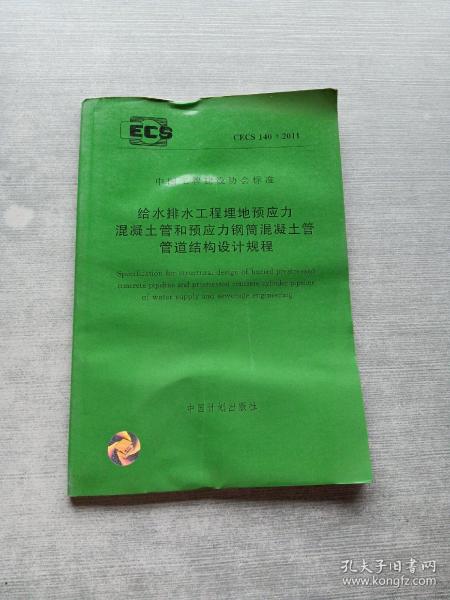 ECS
CECS 140：2011
中国工程建设协会标准
给水排水工程埋地预应力
混凝土管和预应力钢筒混凝土管
管道结构设计规程
Specification for structural design of buried prestressed
concrete pipeline and prestressed concrete cylinder pipeline
of water supply and sewerage engineering
中国计划出版社
孔夫子旧书网
www.kongfz.com